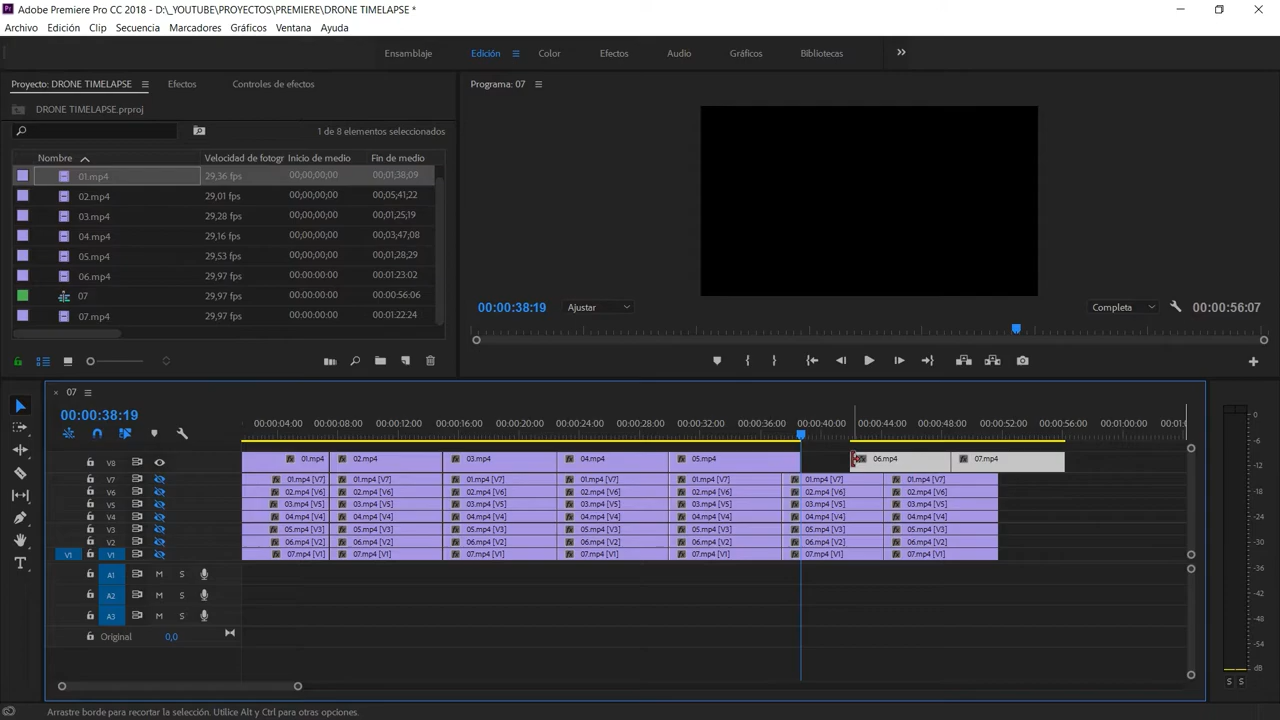 Adobe Premiere Pro CC 2018 - D:\_YOUTUBE\PROYECTOS\PREMIERE\DRONE TIMELAPSE *
Archivo Edición Clip Secuencia Marcadores Gráficos Ventana Ayuda
Ensamblaje Edición Color Efectos Audio Gráficos Bibliotecas
Proyecto: DRONE TIMELAPSE Efectos Controles de efectos
Programa: 07
DRONE TIMELAPSE.prproj
1 de 8 elementos seleccionados
Nombre Velocidad de fotogr Inicio de medio Fin de medio
01.mp4 29,36 fps 00;00;00;00 00;01;38;09
02.mp4 29,01 fps 00;00;00;00 00;05;41;22
03.mp4 29,28 fps 00;00;00;00 00;01;25;19
04.mp4 29,16 fps 00;00;00;00 00;03;47;08
05.mp4 29,53 fps 00;00;00;00 00;01;28;29
06.mp4 29,97 fps 00:00:00:00 00:01:23:02
07 29,97 fps 00:00:00:00 00:00:56:06
07.mp4 29,97 fps 00:00:00:00 00:01:22:24
00:00:38:19 Ajustar Completa 00:00:56:07
07
00:00:38:19
00:00:04:00 00:00:08:00 00:00:12:00 00:00:16:00 00:00:20:00 00:00:24:00 00:00:28:00 00:00:32:00 00:00:36:00 00:00:40:00 00:00:44:00 00:00:48:00 00:00:52:00 00:00:56:00 00:01:00:00 00:01:0
V8 01.mp4 02.mp4 03.mp4 04.mp4 05.mp4 06.mp4 07.mp4
V7 01.mp4 [V7] 01.mp4 [V7] 01.mp4 [V7] 01.mp4 [V7] 01.mp4 [V7] 01.mp4 [V7] 01.mp4 [V7]
V6 02.mp4 [V6] 02.mp4 [V6] 02.mp4 [V6] 02.mp4 [V6] 02.mp4 [V6] 02.mp4 [V6] 02.mp4 [V6]
V5 03.mp4 [V5] 03.mp4 [V5] 03.mp4 [V5] 03.mp4 [V5] 03.mp4 [V5] 03.mp4 [V5] 03.mp4 [V5]
V4 04.mp4 [V4] 04.mp4 [V4] 04.mp4 [V4] 04.mp4 [V4] 04.mp4 [V4] 04.mp4 [V4] 04.mp4 [V4]
V3 05.mp4 [V3] 05.mp4 [V3] 05.mp4 [V3] 05.mp4 [V3] 05.mp4 [V3] 05.mp4 [V3] 05.mp4 [V3]
V2 06.mp4 [V2] 06.mp4 [V2] 06.mp4 [V2] 06.mp4 [V2] 06.mp4 [V2] 06.mp4 [V2] 06.mp4 [V2]
V1 V1 07.mp4 [V1] 07.mp4 [V1] 07.mp4 [V1] 07.mp4 [V1] 07.mp4 [V1] 07.mp4 [V1] 07.mp4 [V1]
A1 M S
A2 M S
A3 M S
Original 0,0
0
-6
-12
-18
-24
-30
-36
-42
-48
-54
dB
S S
Arrastre borde para recortar la selección. Utilice Alt y Ctrl para otras opciones.